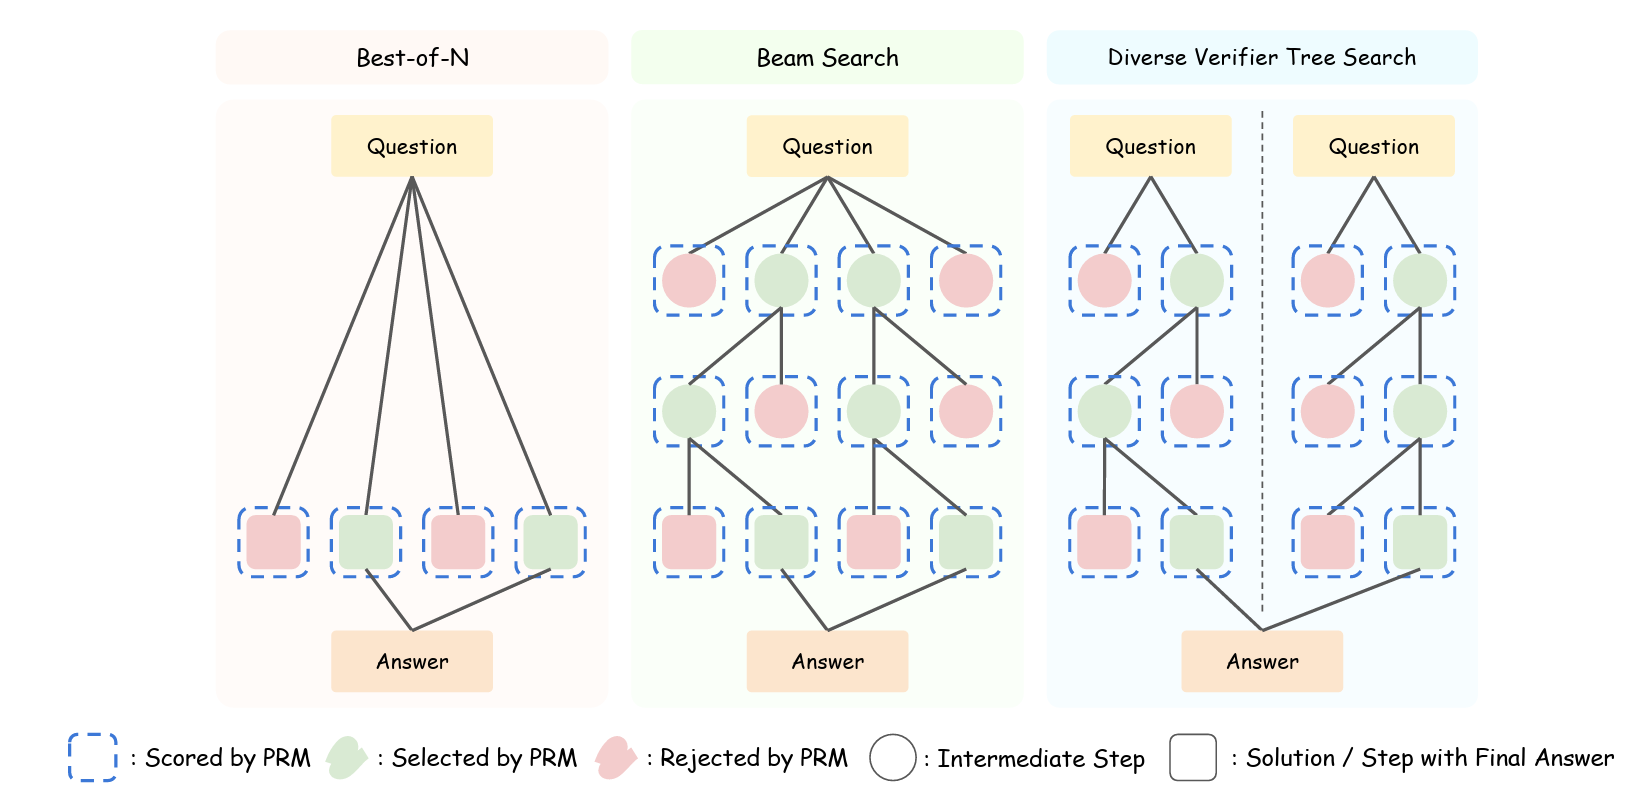 Best-of-N
Beam Search
Diverse Verifier Tree Search
Question
Question
Question
Question
Answer
Answer
Answer
: Scored by PRM
: Selected by PRM
: Rejected by PRM
: Intermediate Step
: Solution / Step with Final Answer